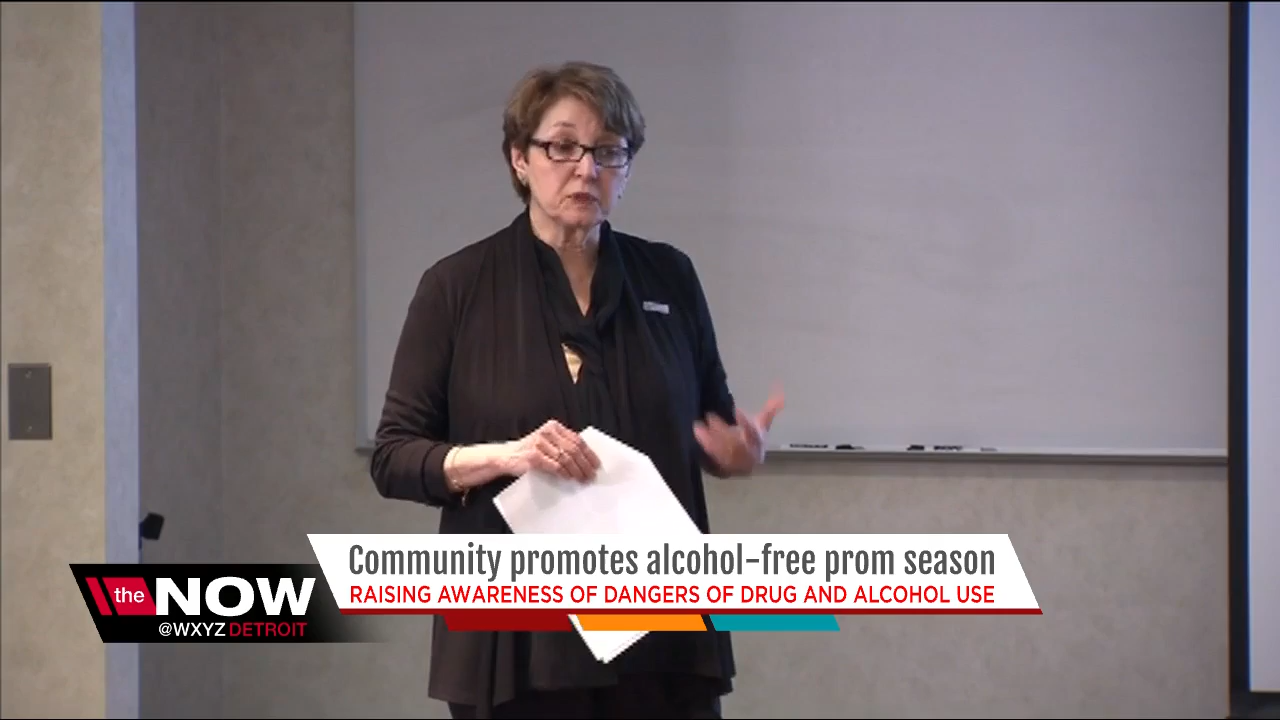 Community promotes alcohol-free prom season
RAISING AWARENESS OF DANGERS OF DRUG AND ALCOHOL USE
the NOW
@WXYZ DETROIT